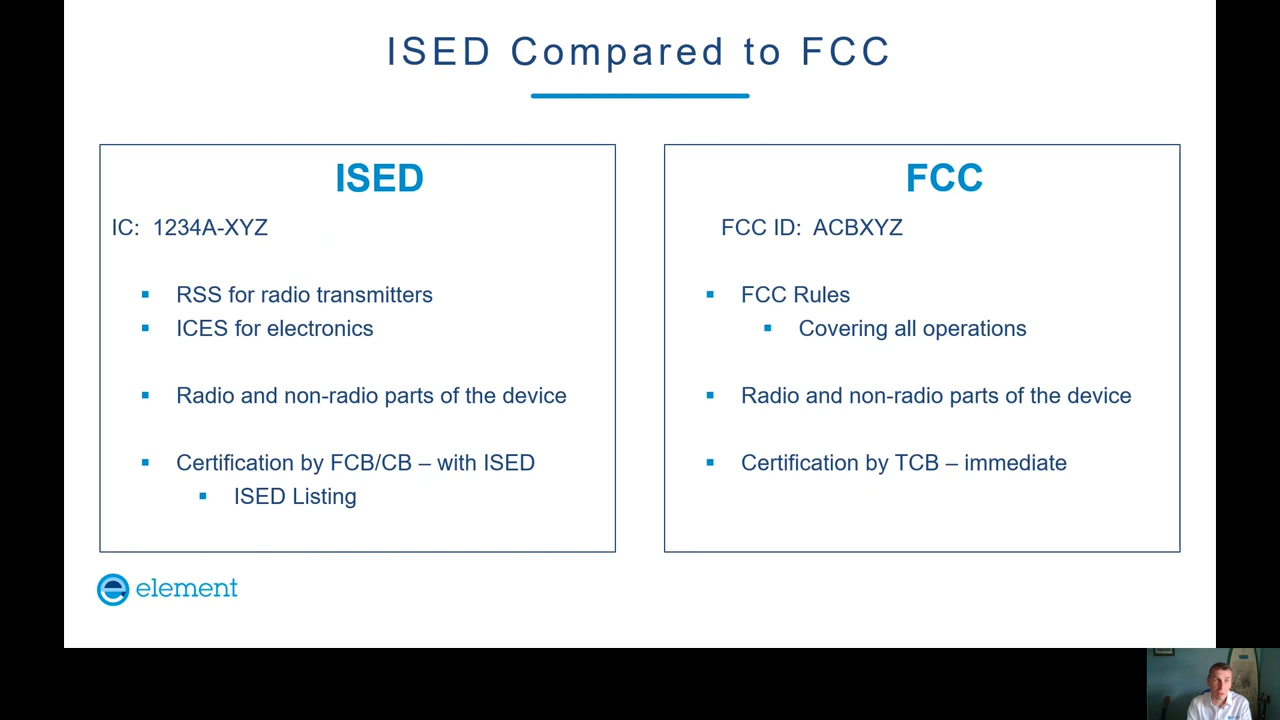 ISED Compared to FCC
ISED
IC: 1234A-XYZ
RSS for radio transmitters
ICES for electronics
Radio and non-radio parts of the device
Certification by FCB/CB – with ISED
ISED Listing
FCC
FCC ID: ACBXYZ
FCC Rules
Covering all operations
Radio and non-radio parts of the device
Certification by TCB – immediate
element